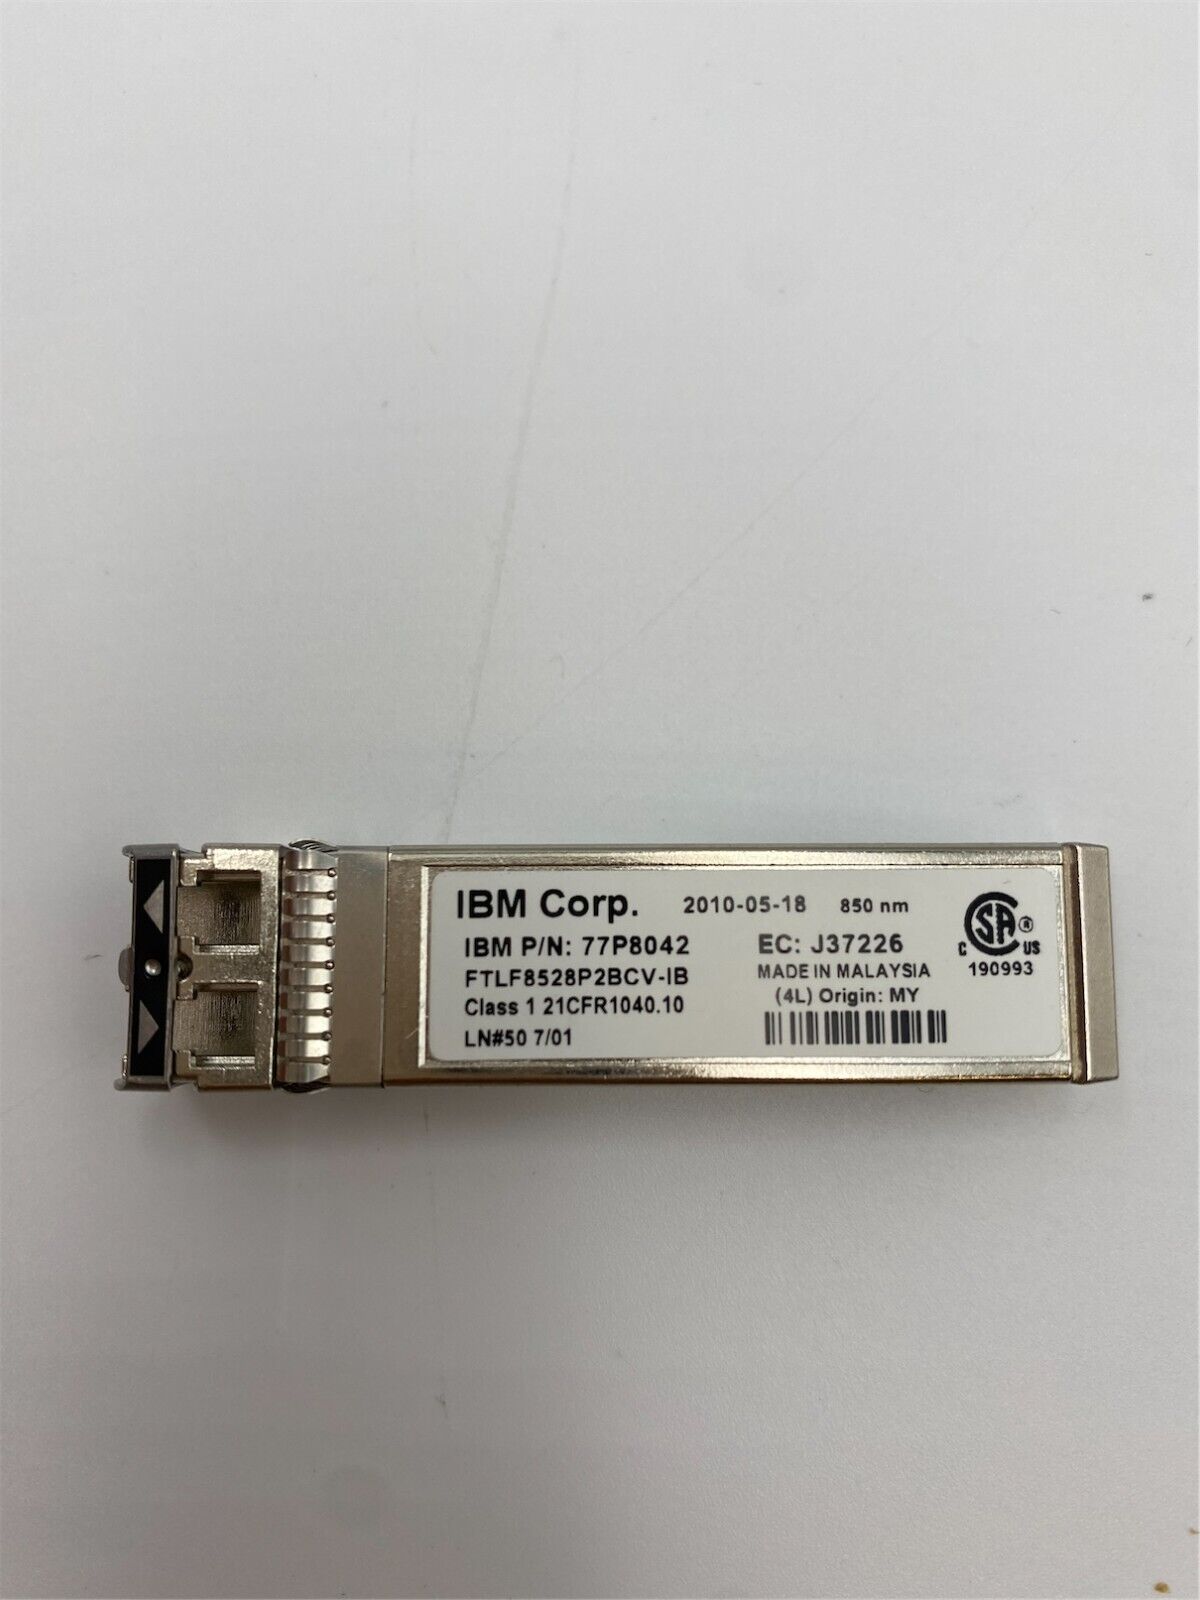 IBM Corp. 2010-05-18 850 nm
IBM P/N: 77P8042 EC: J37226
FTLF8528P2BCV-IB MADE IN MALAYSIA
Class 1 21CFR1040.10 (4L) Origin: MY
LN#50 7/01
CSA®
C US
190993